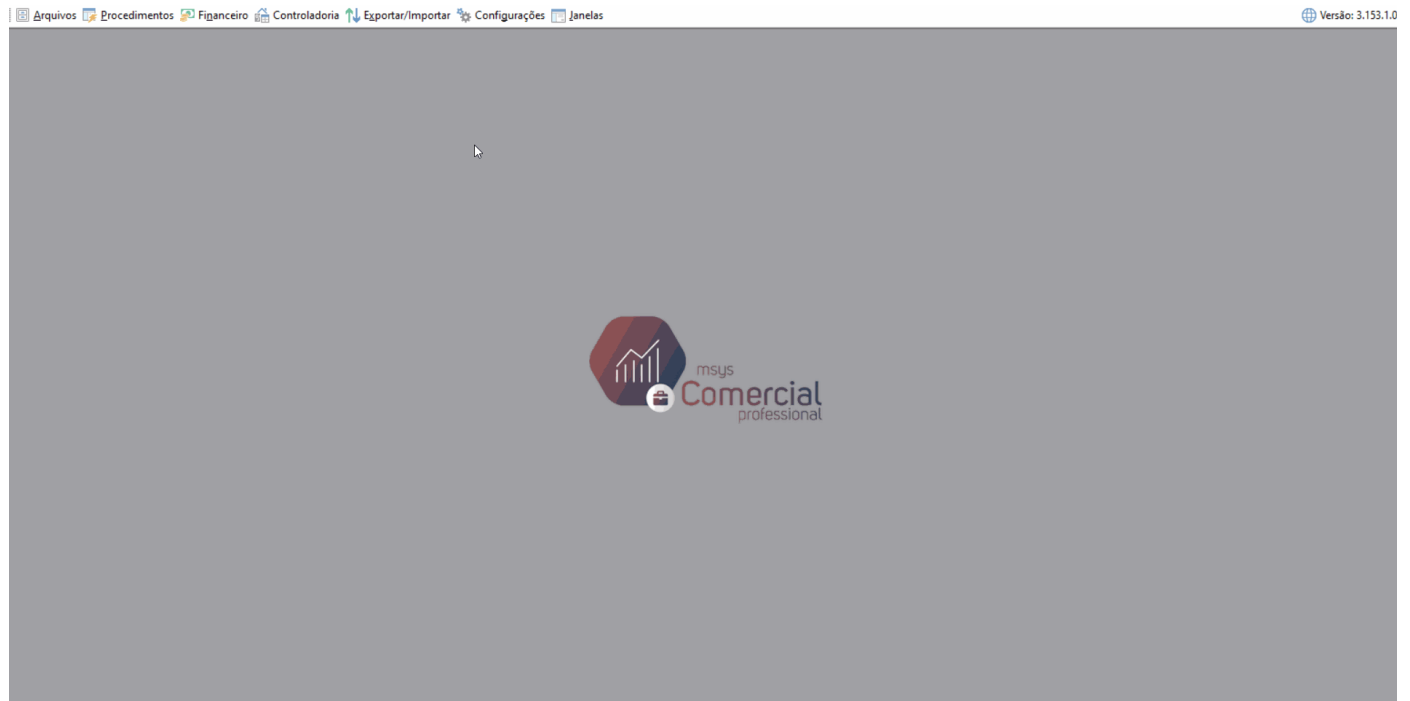 Arquivos Procedimentos Financeiro Controladoria Exportar/Importar Configurações Janelas Versão: 3.153.1.0
msys
Comercial
professional